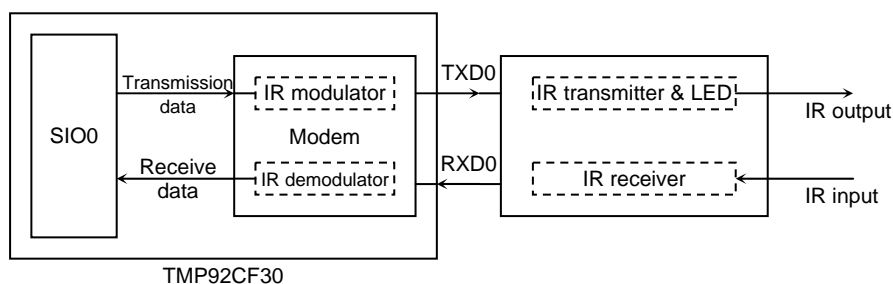 Transmission
data
IR modulator
TXD0
IR transmitter & LED
IR output
SIO0
Modem
Receive
data
IR demodulator
RXD0
IR receiver
IR input
TMP92CF30